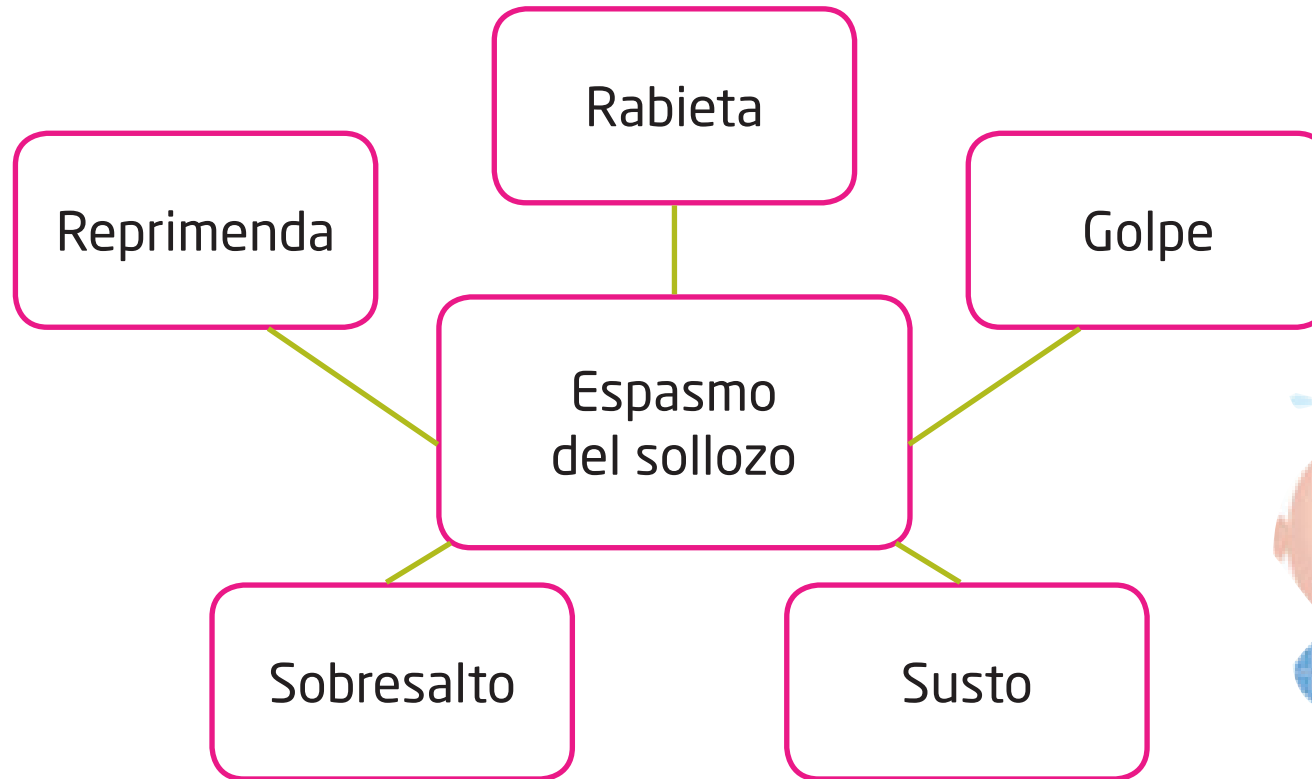 Rabieta
Reprimenda
Golpe
Espasmo
del sollozo
Sobresalto
Susto